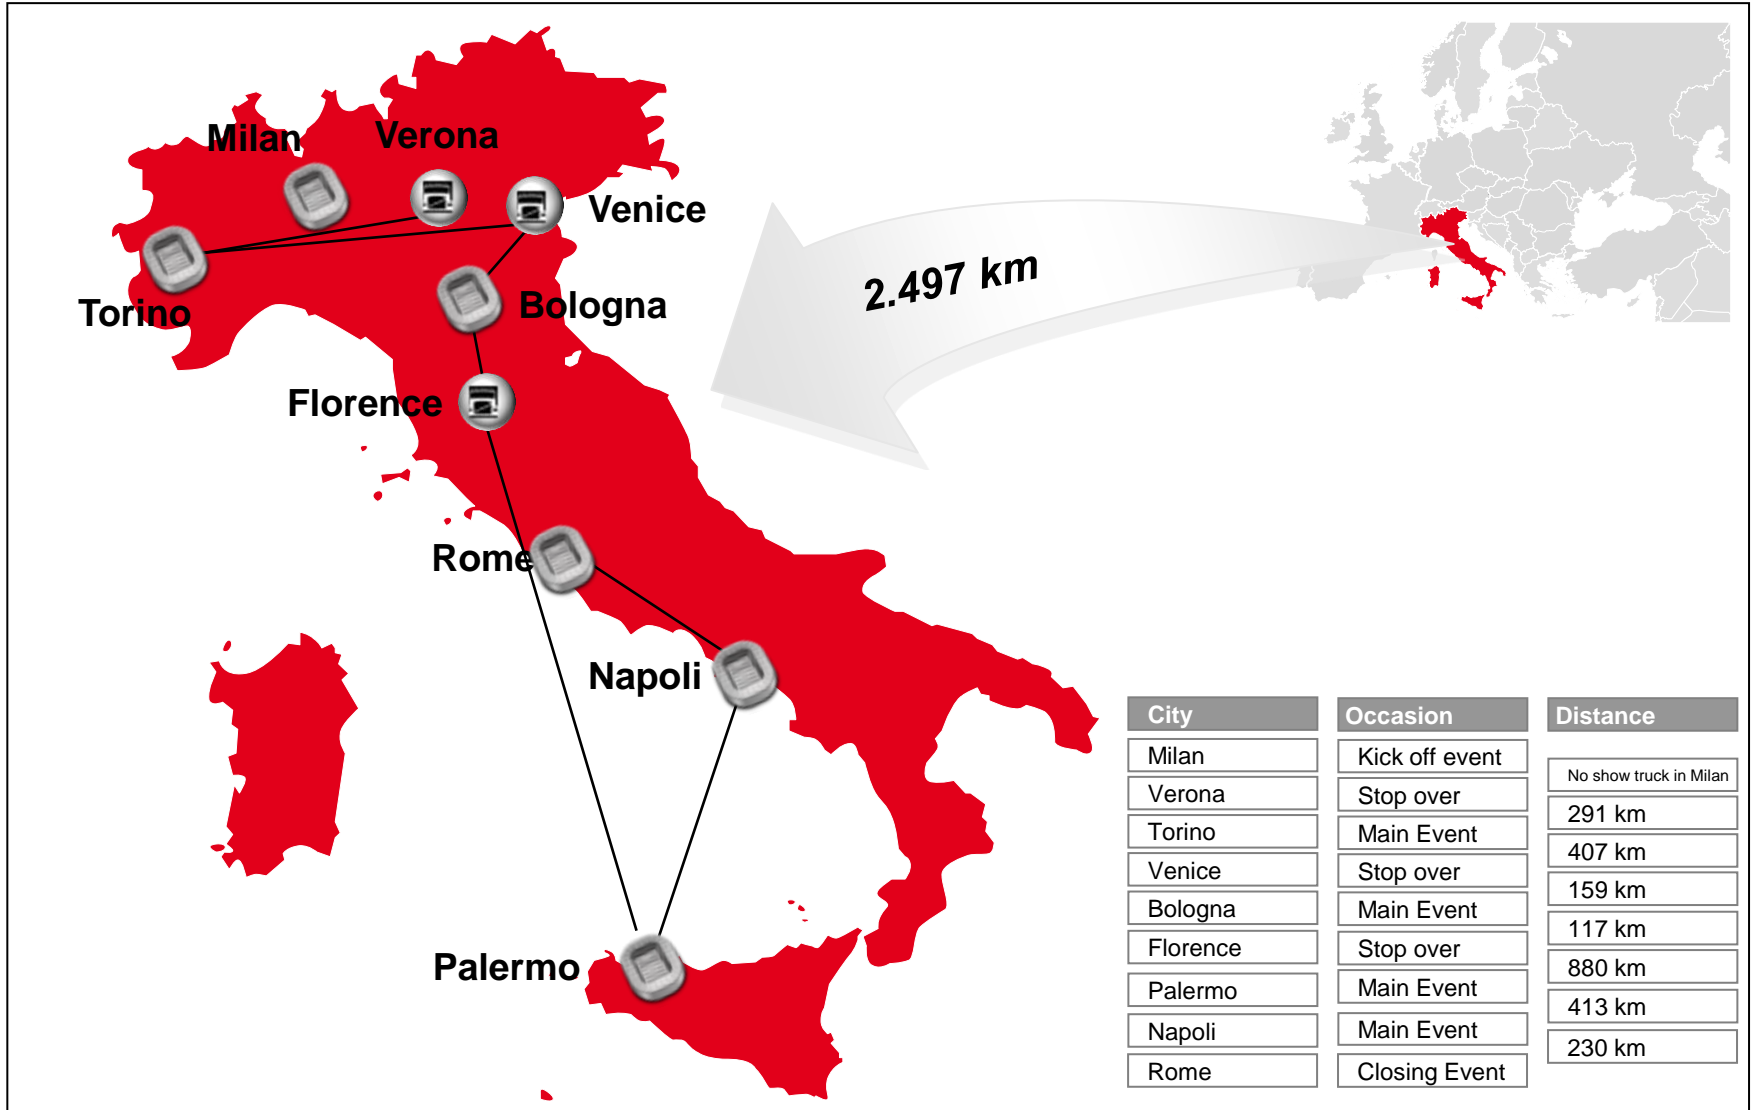 Milan
Verona
Venice
Torino
Bologna
Florence
Rome
Napoli
Palermo
2.497 km
City Occasion Distance
Milan Kick off event
No show truck in Milan
Verona Stop over
291 km
Torino Main Event
407 km
Venice Stop over
159 km
Bologna Main Event
117 km
Florence Stop over
880 km
Palermo Main Event
413 km
Napoli Main Event
230 km
Rome Closing Event